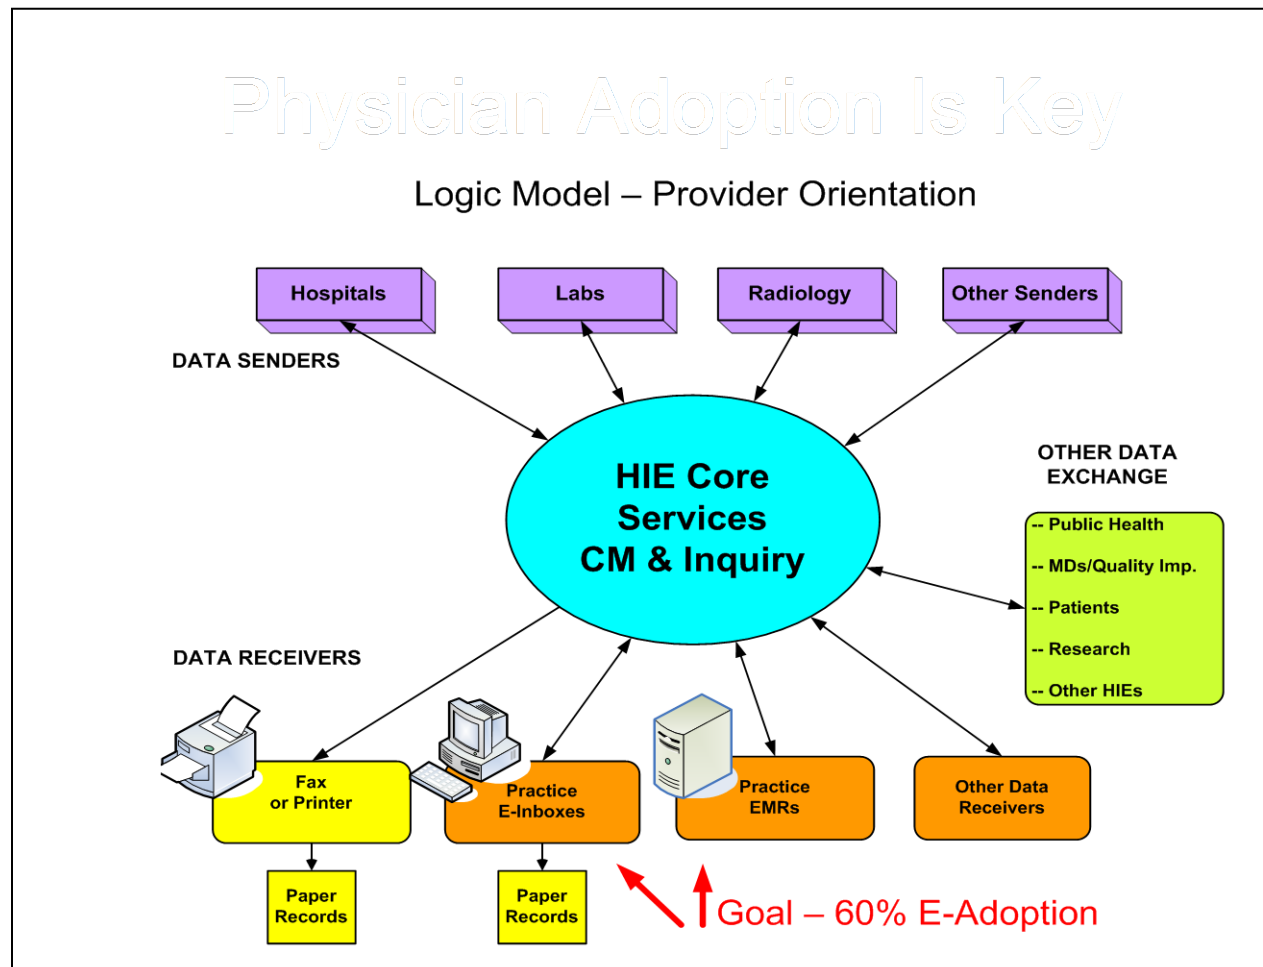 Physician Adoption Is Key
Logic Model – Provider Orientation
Hospitals
Labs
Radiology
Other Senders
DATA SENDERS
HIE Core
Services
CM & Inquiry
OTHER DATA
EXCHANGE
-- Public Health
-- MDs/Quality Imp.
-- Patients
-- Research
-- Other HIEs
DATA RECEIVERS
Fax
or Printer
Practice
E-Inboxes
Practice
EMRs
Other Data
Receivers
Paper
Records
Paper
Records
Goal – 60% E-Adoption